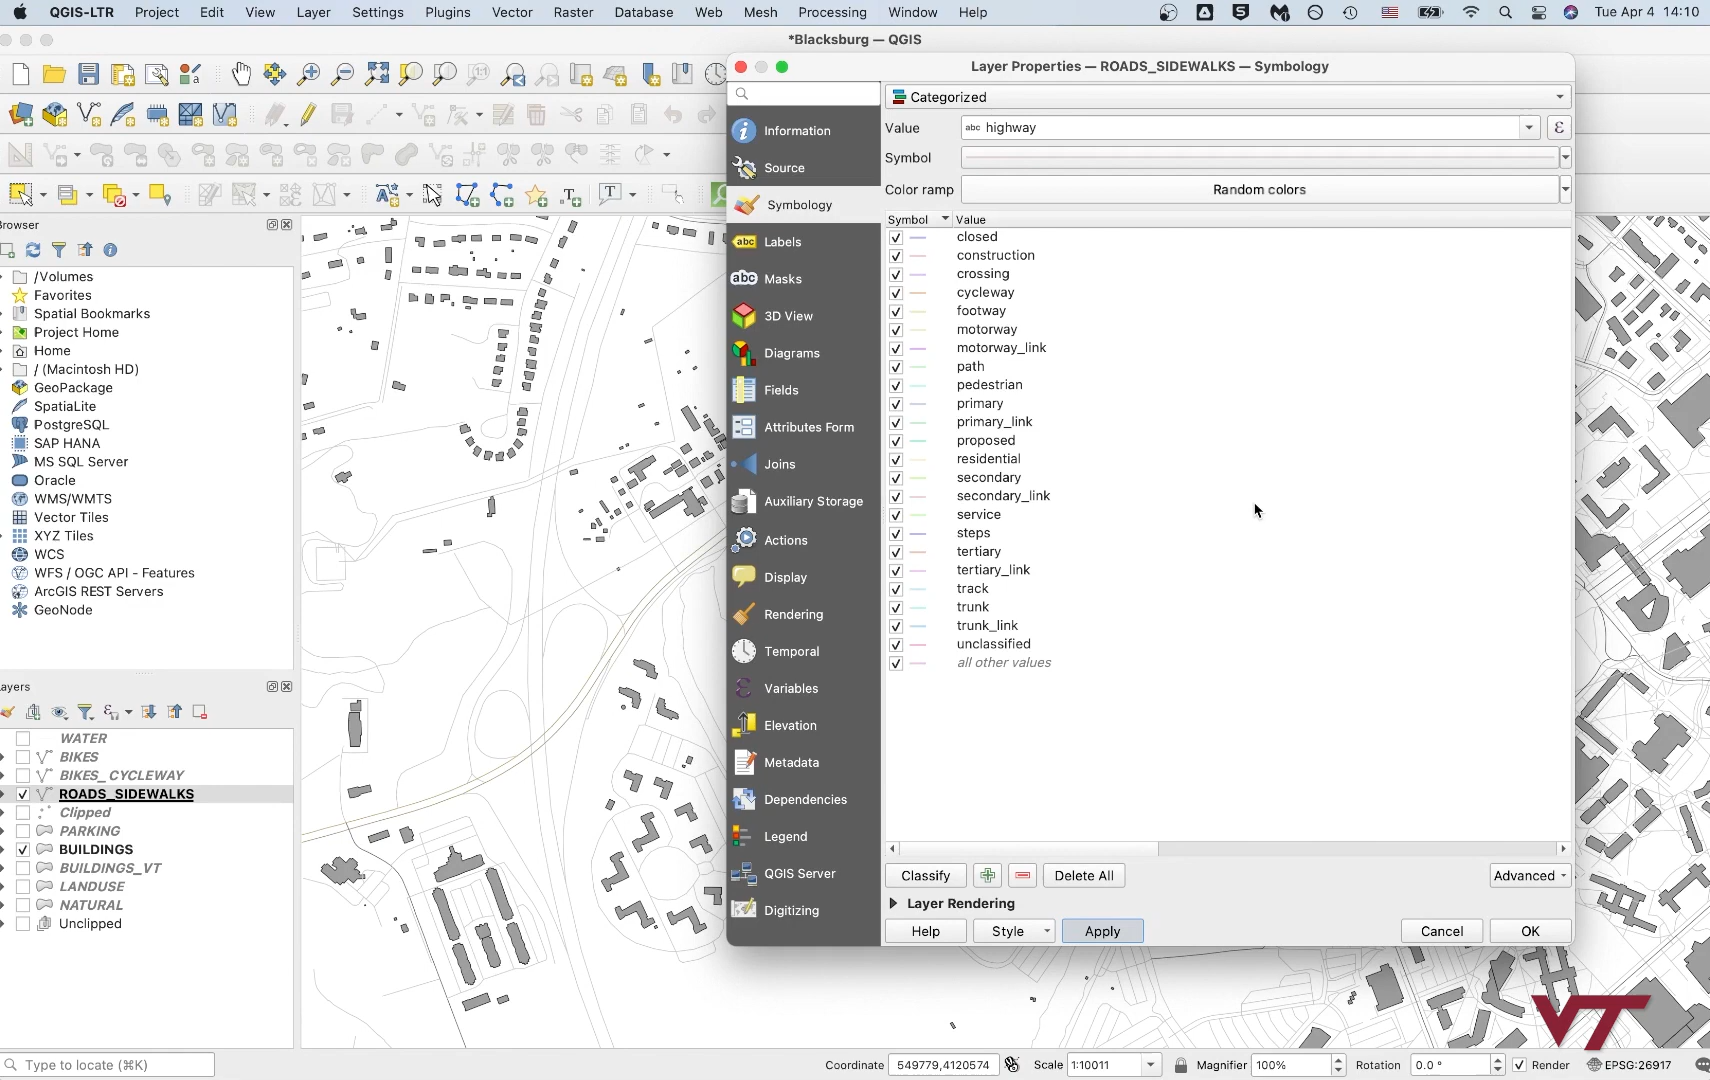 QGIS-LTR Project Edit View Layer Settings Plugins Vector Raster Database Web Mesh Processing Window Help Tue Apr 4 14:10
*Blacksburg — QGIS
Layer Properties — ROADS_SIDEWALKS — Symbology
Categorized
Value abc highway ε
Symbol
Color ramp Random colors
Symbol Value
Information
Source
Symbology
abc Labels
abc Masks
3D View
Diagrams
Fields
Attributes Form
Joins
Auxiliary Storage
Actions
Display
Rendering
Temporal
Variables
Elevation
Metadata
Dependencies
Legend
QGIS Server
Digitizing
closed
construction
crossing
cycleway
footway
motorway
motorway_link
path
pedestrian
primary
primary_link
proposed
residential
secondary
secondary_link
service
steps
tertiary
tertiary_link
track
trunk
trunk_link
unclassified
all other values
Classify Delete All Advanced
Layer Rendering
Help Style Apply Cancel OK
rowser
/Volumes
Favorites
Spatial Bookmarks
Project Home
Home
/ (Macintosh HD)
GeoPackage
SpatiaLite
PostgreSQL
SAP HANA
MS SQL Server
Oracle
WMS/WMTS
Vector Tiles
XYZ Tiles
WCS
WFS / OGC API - Features
ArcGIS REST Servers
GeoNode
ayers
WATER
BIKES
BIKES_CYCLEWAY
ROADS_SIDEWALKS
Clipped
PARKING
BUILDINGS
BUILDINGS_VT
LANDUSE
NATURAL
Unclipped
VT
Type to locate (⌘K) Coordinate 549779,4120574 Scale 1:10011 Magnifier 100% Rotation 0.0 ° Render EPSG:26917